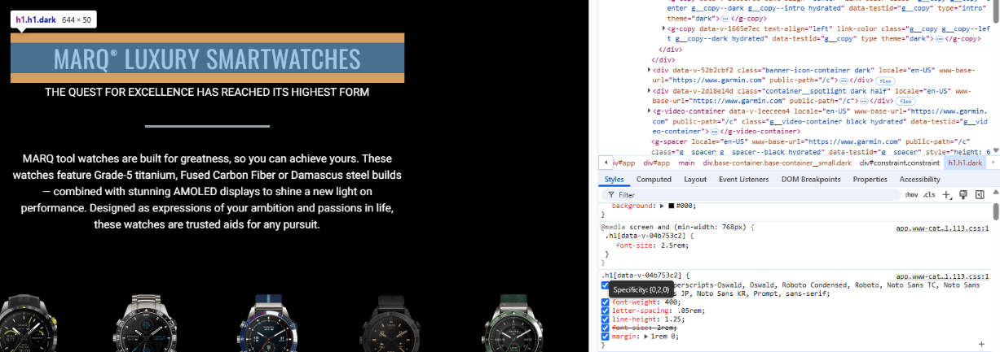 h1.h1.dark 644 × 50
MARQ® LUXURY SMARTWATCHES
THE QUEST FOR EXCELLENCE HAS REACHED ITS HIGHEST FORM
MARQ tool watches are built for greatness, so you can achieve yours. These
watches feature Grade-5 titanium, Fused Carbon Fiber or Damascus steel builds
— combined with stunning AMOLED displays to shine a new light on
performance. Designed as expressions of your ambition and passions in life,
these watches are trusted aids for any pursuit.
enter g__copy--dark g__copy--intro hydrated" data-testid="g__copy" type="intro"
theme="dark"> ⋯ </g-copy>
<g-copy data-v-1665e7ec text-align="left" link-color class="g__copy g__copy--lef
t g__copy--dark hydrated" data-testid="g__copy" type theme="dark"> ⋯ </g-copy>
</div>
</div>
<div data-v-52b2cbf2 class="banner-icon-container dark" locale="en-US" www-base-
url="https://www.garmin.com" public-path="/c"> ⋯ </div> flex
<div data-v-2d18e14d class="container__spotlight dark half" locale="en-US" www-
base-url="https://www.garmin.com" public-path="/c"> ⋯ </div> flex
<g-video-container data-v-1eeceea4 locale="en-US" www-base-url="https://www.garmin.
com" public-path="/c" class="g__video-container black hydrated" data-testid="g__vid
eo-container"> ⋯ </g-video-container>
<g-spacer locale="en-US" www-base-url="https://www.garmin.com" public-path="/c"
class="g__spacer g__spacer--black hydrated" data-testid="g__spacer" style="height: 6
iv#app div#app main div.base-container.base-container__small.dark div#constraint.constraint h1.h1.dark
Styles Computed Layout Event Listeners DOM Breakpoints Properties Accessibility
Filter :hov .cls
background: #000;
}
@media screen and (min-width: 768px) {
.h1[data-v-04b753c2] { app.www-cat…1.113.css:1
font-size: 2.5rem;
}
}
.h1[data-v-04b753c2] { app.www-cat…1.113.css:1
perscripts-Oswald, Oswald, Roboto Condensed, Roboto, Noto Sans TC, Noto Sans
Specificity: (0,2,0)
JP, Noto Sans KR, Prompt, sans-serif;
font-weight: 400;
letter-spacing: .05rem;
line-height: 1.25;
font-size: 2rem;
margin: 1rem 0;
}